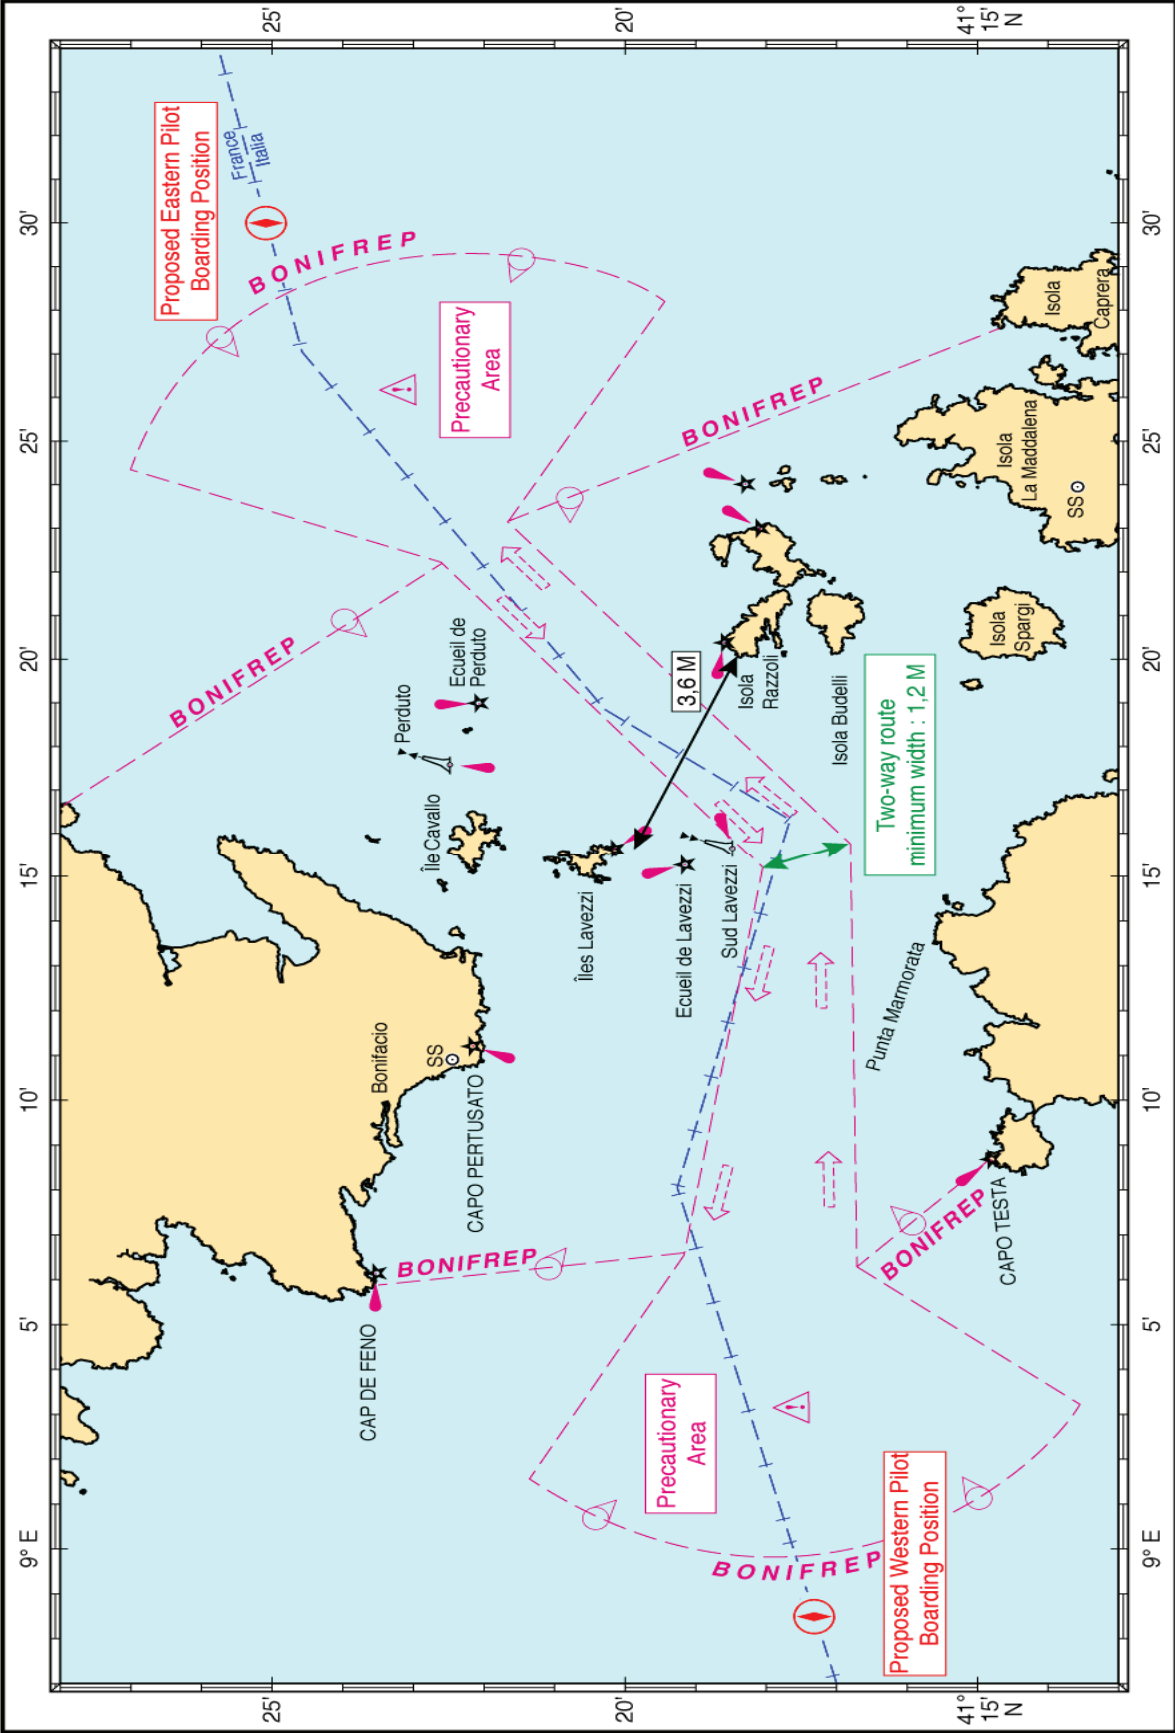 9° E
5'
10'
15'
20'
25'
30'
Proposed Eastern Pilot
Boarding Position
France
Italia
25'
25'
BONIFREP
BONIFREP
CAP DE FENO
Bonifacio
Perduto
BONIFREP
SS
Île Cavallo
Ecueil de
Perduto
CAPO PERTUSATO
Precautionary
Area
BONIFREP
Îles Lavezzi
20'
20'
Precautionary
Area
Ecueil de Lavezzi
3,6 M
Sud Lavezzi
Isola
Razzoli
BONIFREP
BONIFREP
Isola Budelli
Punta Marmorata
Two-way route
minimum width : 1,2 M
Proposed Western Pilot
Boarding Position
BONIFREP
CAPO TESTA
Isola
Spargi
Isola
La Maddalena
SS
Isola
Caprera
41°
15'
N
41°
15'
N
9° E
5'
10'
15'
20'
25'
30'